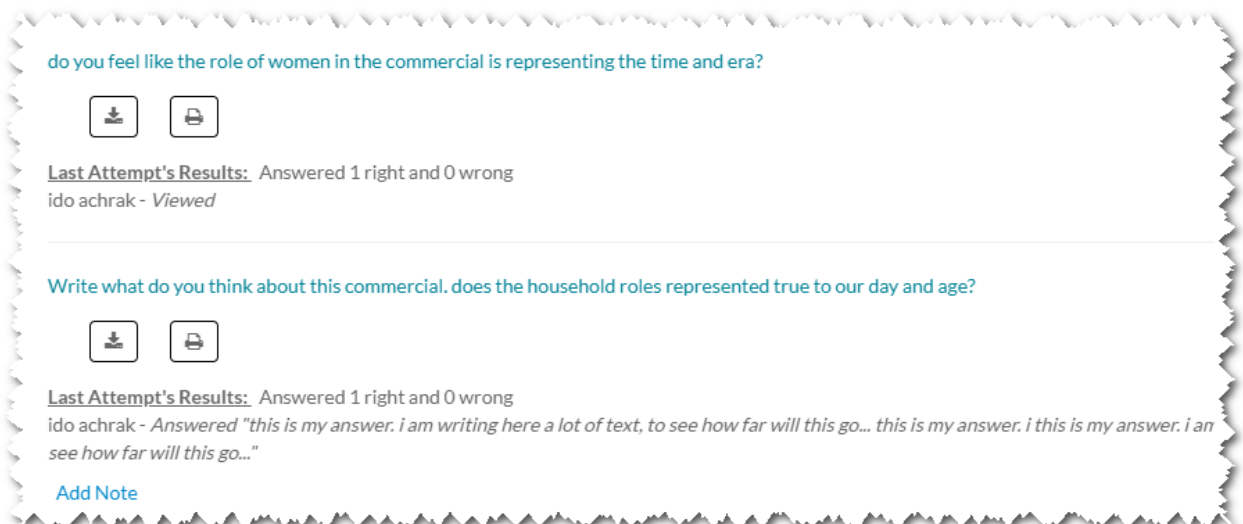 do you feel like the role of women in the commercial is representing the time and era?
Last Attempt's Results: Answered 1 right and 0 wrong
ido achrak - Viewed
Write what do you think about this commercial. does the household roles represented true to our day and age?
Last Attempt's Results: Answered 1 right and 0 wrong
ido achrak - Answered "this is my answer. i am writing here a lot of text, to see how far will this go... this is my answer. i this is my answer. i am
see how far will this go..."
Add Note